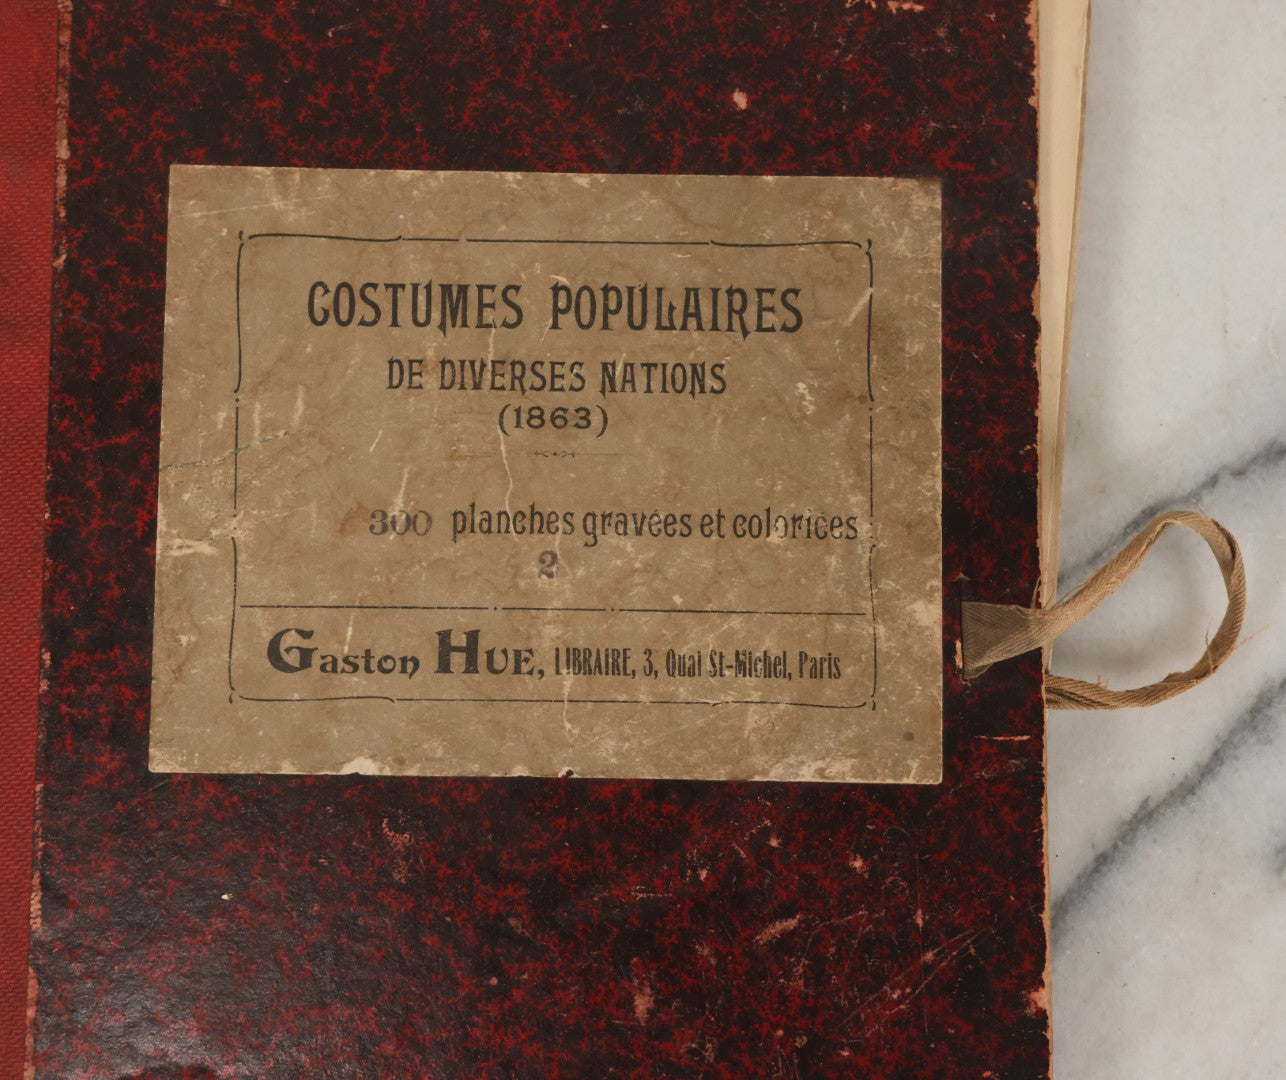 COSTUMES POPULAIRES
DE DIVERSES NATIONS
(1863)
300 planches gravées et coloriées
2
Gaston HUE, LIBRAIRE, 3, Quai St-Michel, Paris